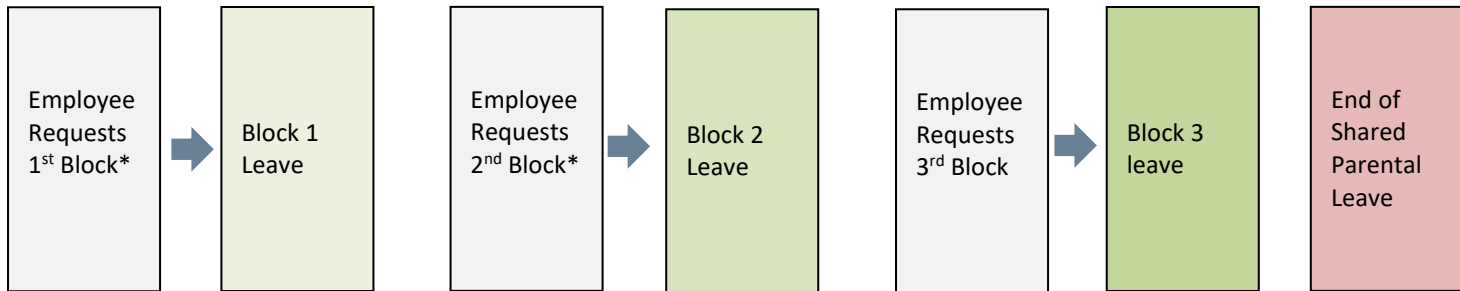 Employee
Requests
1st Block*
Block 1
Leave
Employee
Requests
2nd Block*
Block 2
Leave
Employee
Requests
3rd Block
Block 3
leave
End of
Shared
Parental
Leave